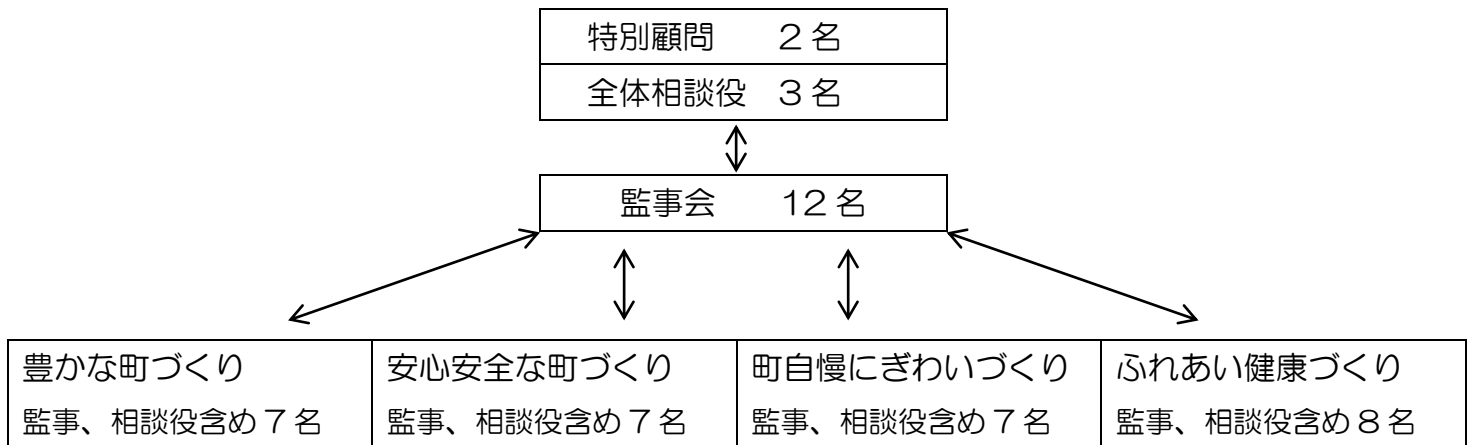 特別顧問　　２名
全体相談役　３名
監事会　　12名
豊かな町づくり
監事、相談役含め７名
安心安全な町づくり
監事、相談役含め７名
町自慢にぎわいづくり
監事、相談役含め７名
ふれあい健康づくり
監事、相談役含め８名